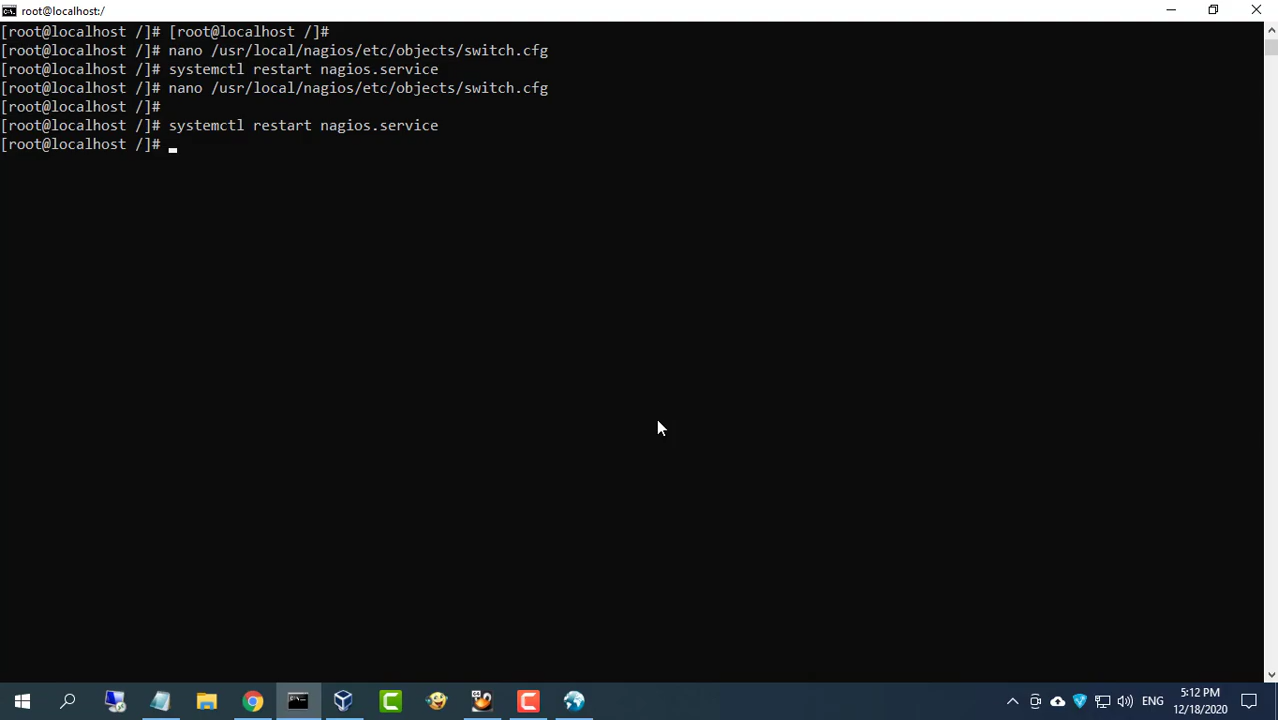 root@localhost:/
[root@localhost /]# [root@localhost /]#
[root@localhost /]# nano /usr/local/nagios/etc/objects/switch.cfg
[root@localhost /]# systemctl restart nagios.service
[root@localhost /]# nano /usr/local/nagios/etc/objects/switch.cfg
[root@localhost /]#
[root@localhost /]# systemctl restart nagios.service
[root@localhost /]#
ENG
5:12 PM
12/18/2020